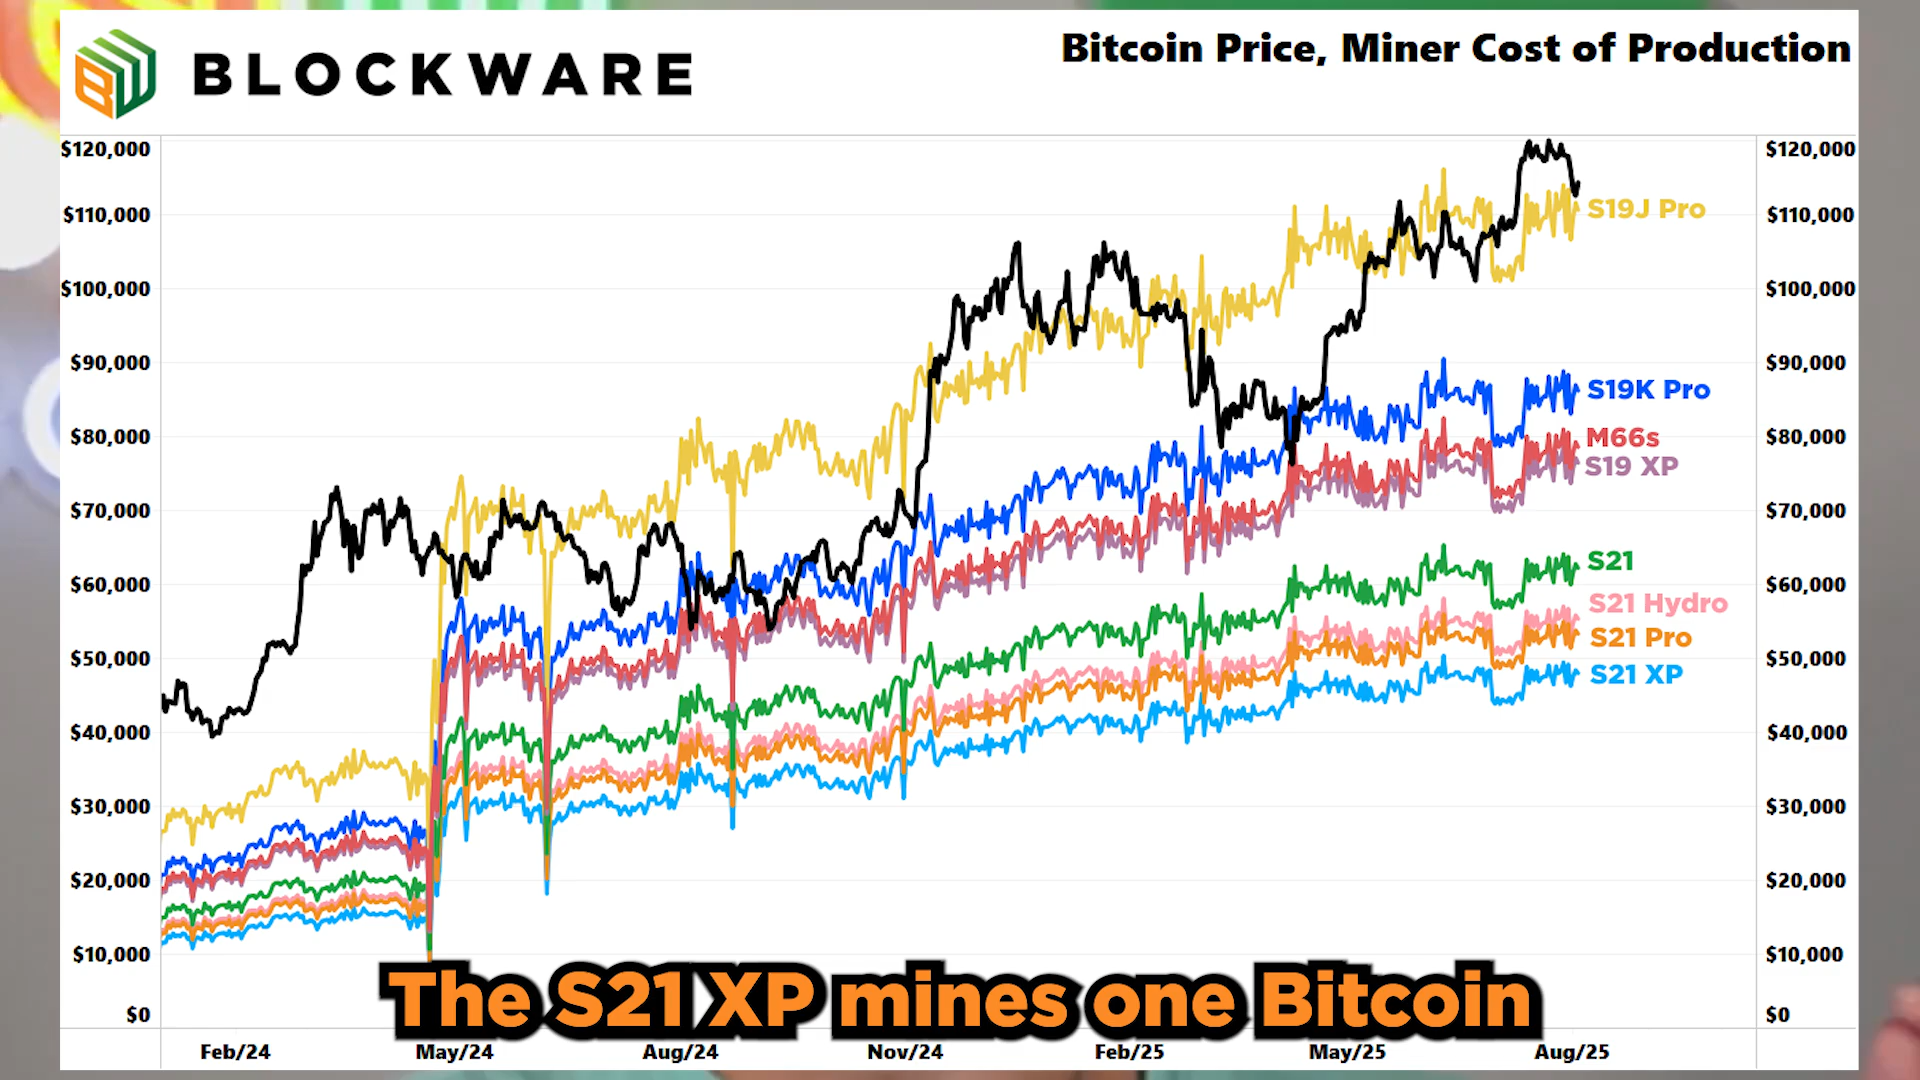 BLOCKWARE
Bitcoin Price, Miner Cost of Production
$120,000
$110,000
$100,000
$90,000
$80,000
$70,000
$60,000
$50,000
$40,000
$30,000
$20,000
$10,000
$0
$120,000
$110,000
$100,000
$90,000
$80,000
$70,000
$60,000
$50,000
$40,000
$30,000
$20,000
$10,000
$0
S19J Pro
S19K Pro
M66s
S19 XP
S21
S21 Hydro
S21 Pro
S21 XP
The S21 XP mines one Bitcoin
Feb/24 May/24 Aug/24 Nov/24 Feb/25 May/25 Aug/25